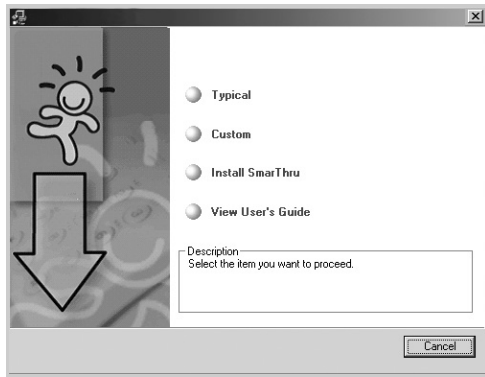 Typical
Custom
Install SmarThru
View User's Guide
Description
Select the item you want to proceed.
Cancel